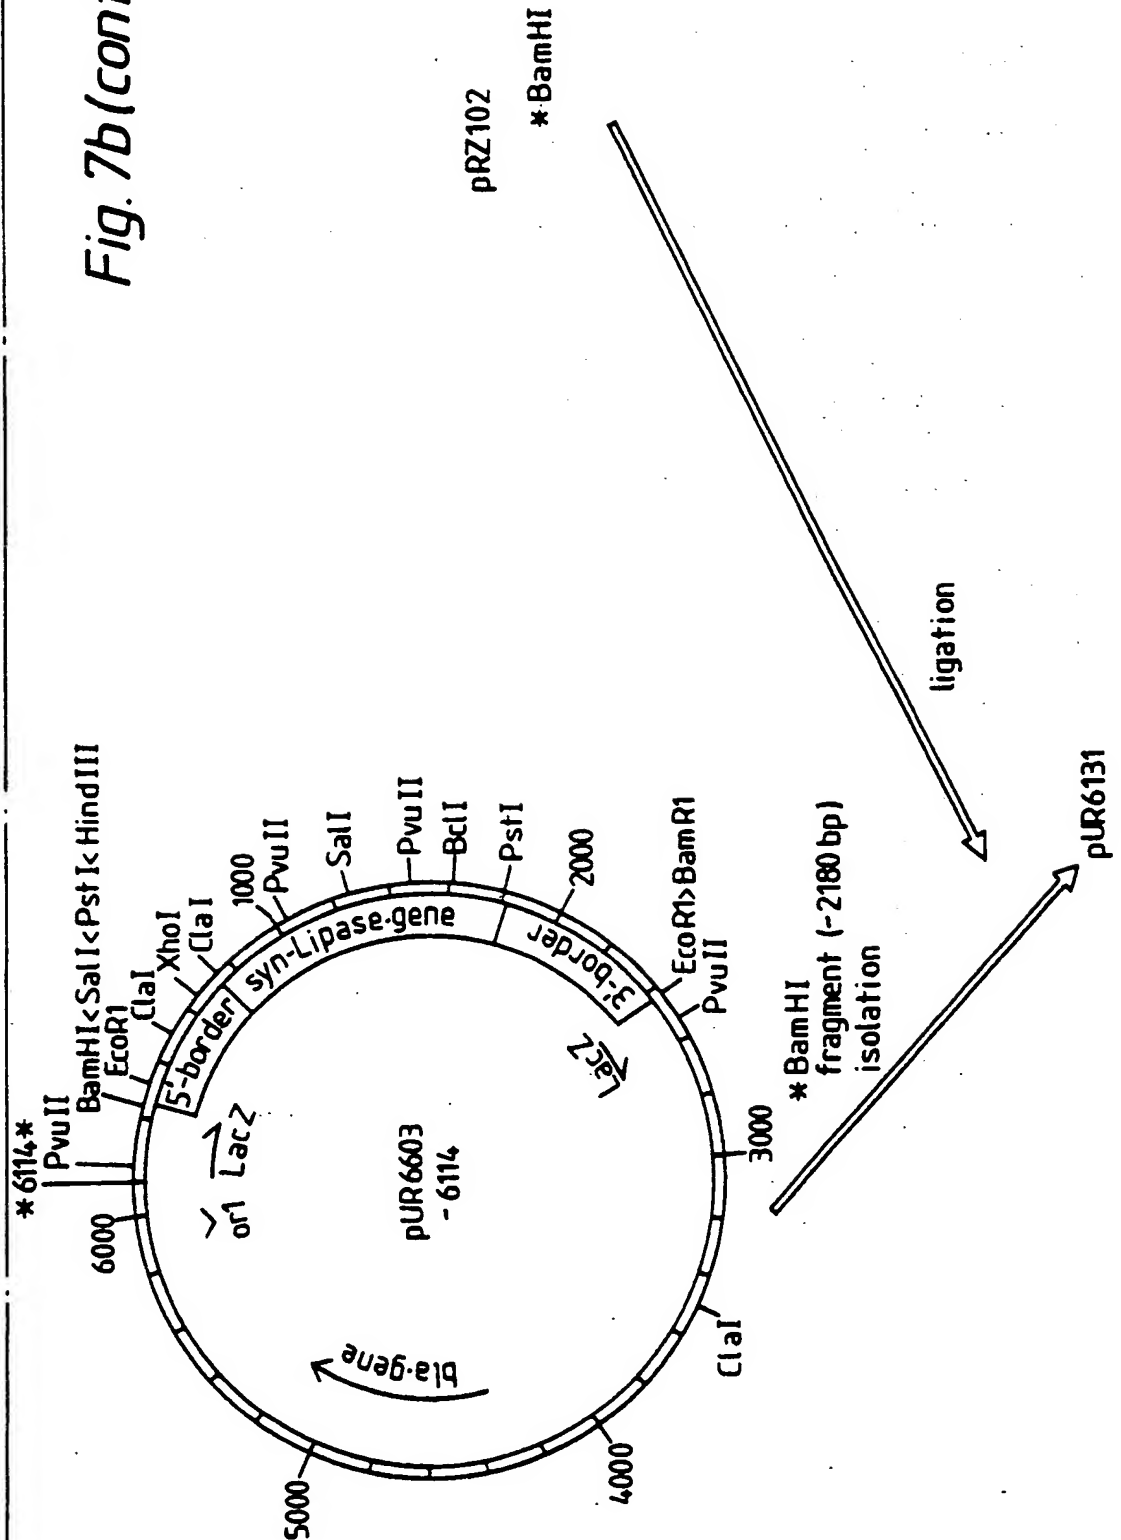 Fig. 7b (con
pRZ102
*BamHI
ligation
*6114*
PvuII
BamHI<SalI<PstI<HindIII
EcoR1
ClaI
XhoI
ClaI
1000
PvuII
SalI
PvuII
BclI
PstI
2000
EcoR1>BamR1
PvuII
3000
ClaI
4000
5000
6000
5'-border
syn-Lipase-gene
3'-border
ori
LacZ
LacZ
bla-gene
pUR6603
-6114
*BamHI
fragment (~2180 bp)
isolation
pUR6131